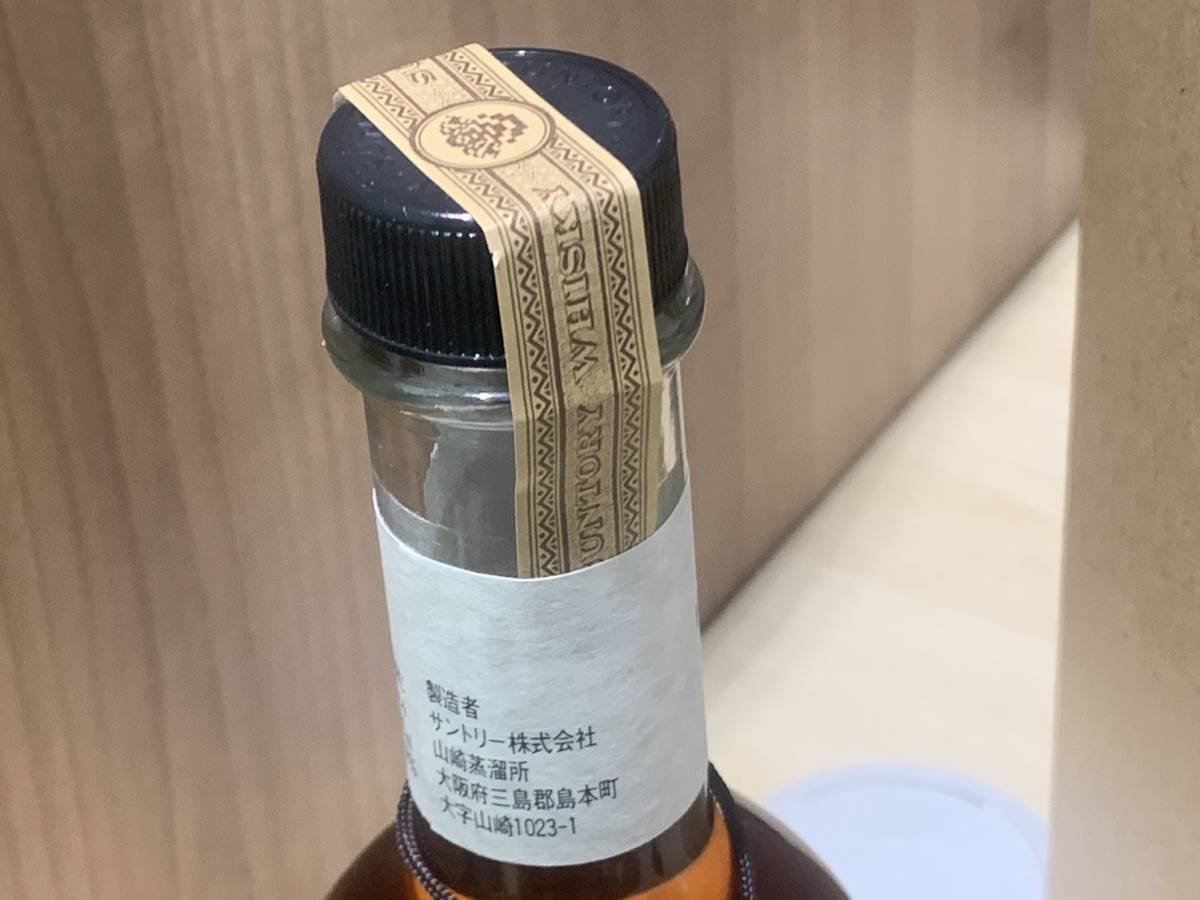 SUNTORY WHISKY
製造者
サントリー株式会社
山崎蒸溜所
大阪府三島郡島本町
大字山崎1023-1